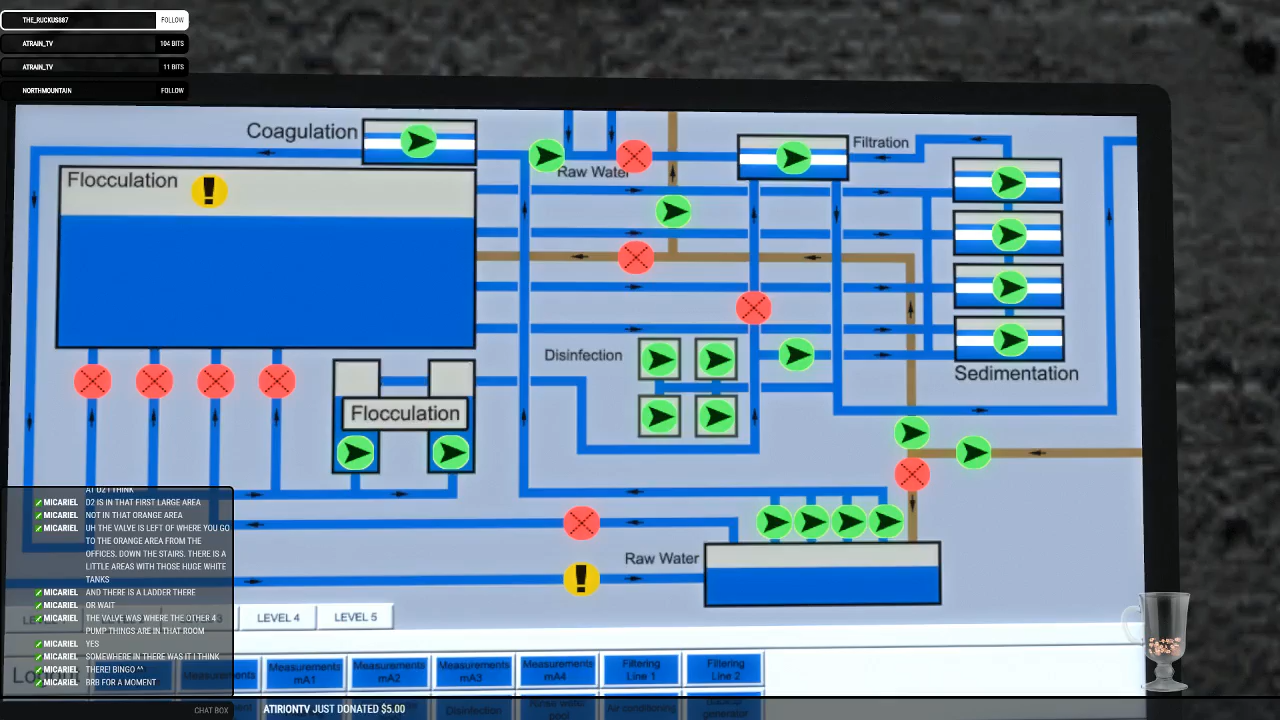 THE_RUCKUS887 FOLLOW
ATRAIN_TV 104 BITS
ATRAIN_TV 11 BITS
NORTHMOUNTAIN FOLLOW
Coagulation
Filtration
Raw Water
Flocculation
Disinfection
Sedimentation
Flocculation
Raw Water
AT D2 I THINK
MICARIEL D2 IS IN THAT FIRST LARGE AREA
MICARIEL NOT IN THAT ORANGE AREA
MICARIEL UH THE VALVE IS LEFT OF WHERE YOU GO
TO THE ORANGE AREA FROM THE
OFFICES. DOWN THE STAIRS. THERE IS A
LITTLE AREAS WITH THOSE HUGE WHITE
TANKS
MICARIEL AND THERE IS A LADDER THERE
MICARIEL OR WAIT
MICARIEL THE VALVE WAS WHERE THE OTHER 4
PUMP THINGS ARE IN THAT ROOM
MICARIEL YES
MICARIEL SOMEWHERE IN THERE WAS IT I THINK
MICARIEL THERE! BINGO ^^
MICARIEL BRB FOR A MOMENT
CHAT BOX
LEVEL 4 LEVEL 5
Measurements
mA1
Measurements
mA2
Measurements
mA3
Measurements
mA4
Filtering
Line 1
Filtering
Line 2
Disinfection
Air conditioning
ATIRIONTV JUST DONATED $5.00